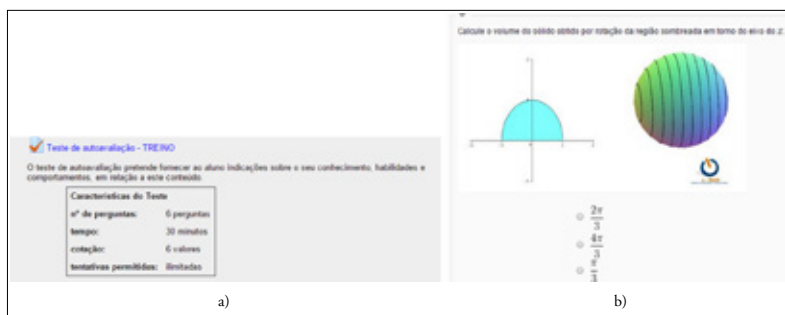 Teste de autoavaliação - TREINO
O teste de autoavaliação pretende fornecer ao aluno indicações sobre o seu conhecimento, habilidades e
comportamentos, em relação a este conteúdo.
Características do Teste
nº de perguntas: 6 perguntas
tempo: 30 minutos
cotação: 6 valores
tentativas permitidas: ilimitadas
a)
Calcule o volume do sólido obtido por rotação da região sombreada em torno do eixo do x.
2π/3
4π/3
π/3
b)